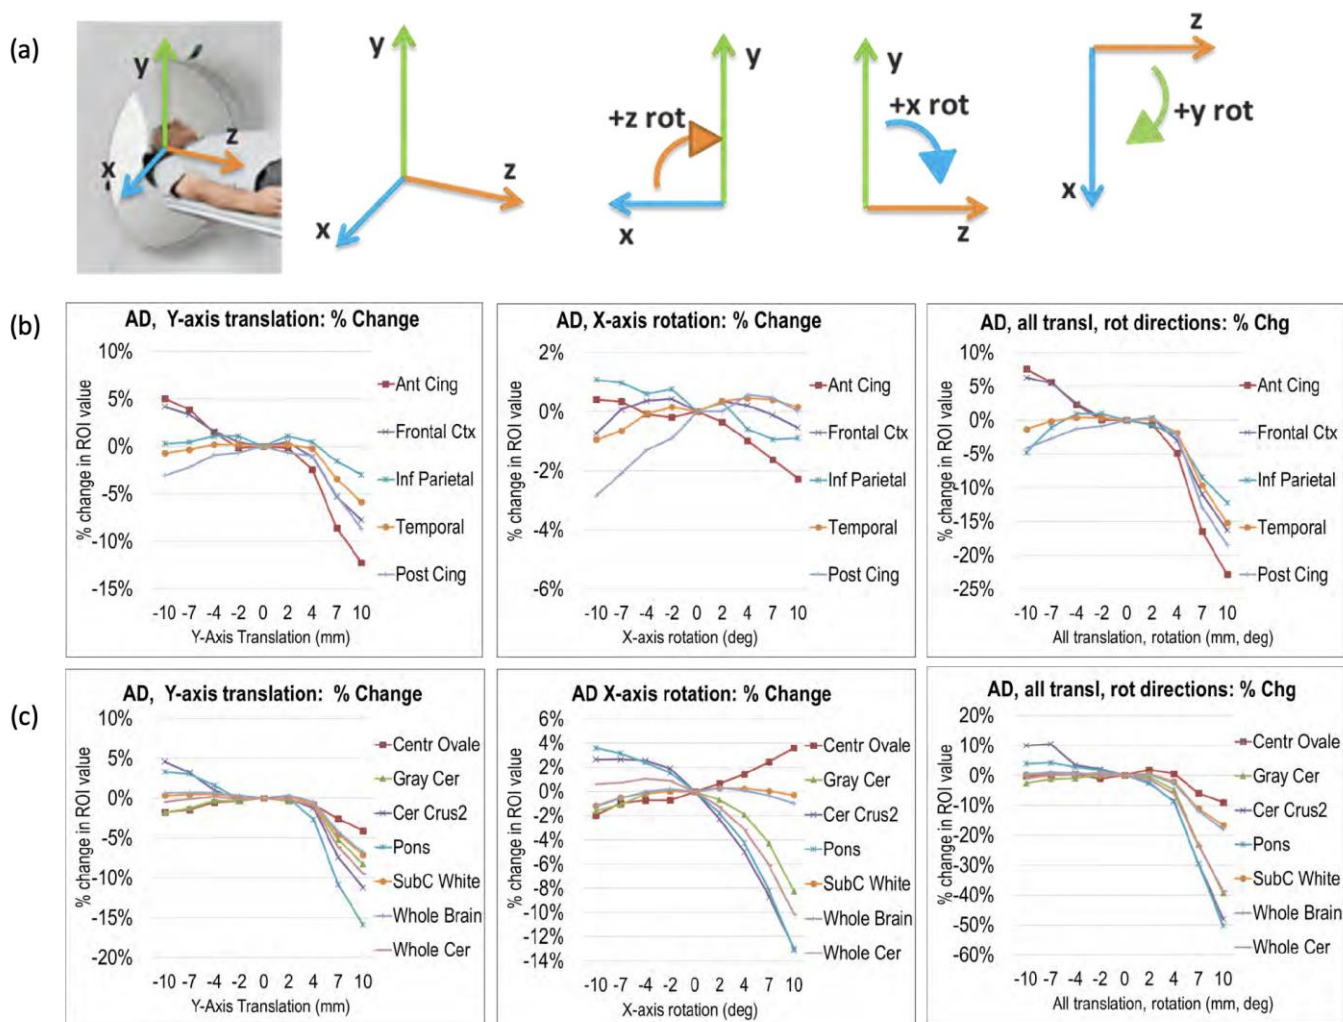 (a)
y
z
x
y
z
x
+z rot
y
x
y
+x rot
z
z
+y rot
x
(b)
AD, Y-axis translation: % Change
% change in ROI value
10%
5%
0%
-5%
-10%
-15%
-10 -7 -4 -2 0 2 4 7 10
Y-Axis Translation (mm)
Ant Cing
Frontal Ctx
Inf Parietal
Temporal
Post Cing
AD, X-axis rotation: % Change
% change in ROI value
2%
0%
-2%
-4%
-6%
-10 -7 -4 -2 0 2 4 7 10
X-axis rotation (deg)
Ant Cing
Frontal Ctx
Inf Parietal
Temporal
Post Cing
AD, all transl, rot directions: % Chg
% change in ROI value
10%
5%
0%
-5%
-10%
-15%
-20%
-25%
-10 -7 -4 -2 0 2 4 7 10
All translation, rotation (mm, deg)
Ant Cing
Frontal Ctx
Inf Parietal
Temporal
Post Cing
(c)
AD, Y-axis translation: % Change
% change in ROI value
10%
5%
0%
-5%
-10%
-15%
-20%
-10 -7 -4 -2 0 2 4 7 10
Y-Axis Translation (mm)
Centr Ovale
Gray Cer
Cer Crus2
Pons
SubC White
Whole Brain
Whole Cer
AD X-axis rotation: % Change
% change in ROI value
6%
4%
2%
0%
-2%
-4%
-6%
-8%
-10%
-12%
-14%
-10 -7 -4 -2 0 2 4 7 10
X-axis rotation (deg)
Centr Ovale
Gray Cer
Cer Crus2
Pons
SubC White
Whole Brain
Whole Cer
AD, all transl, rot directions: % Chg
% change in ROI value
20%
10%
0%
-10%
-20%
-30%
-40%
-50%
-60%
-10 -7 -4 -2 0 2 4 7 10
All translation, rotation (mm, deg)
Centr Ovale
Gray Cer
Cer Crus2
Pons
SubC White
Whole Brain
Whole Cer